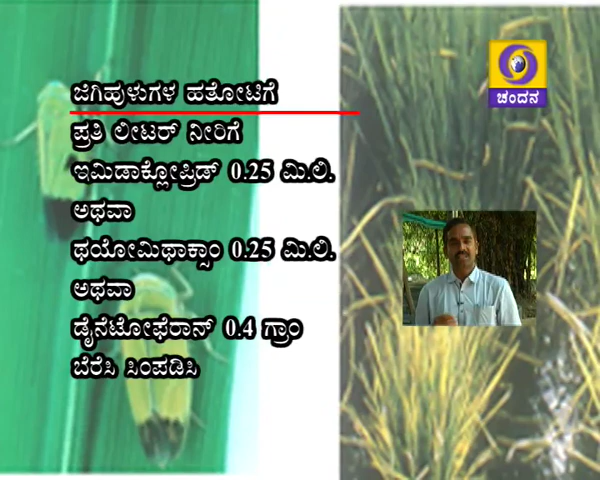 ಚಂದನ
ಜಿಗಿಹುಳುಗಳ ಹತೋಟಿಗೆ
ಪ್ರತಿ ಲೀಟರ್ ನೀರಿಗೆ
ಇಮಿಡಾಕ್ಲೋಪ್ರಿಡ್ 0.25 ಮಿ.ಲಿ.
ಅಥವಾ
ಥಯೋಮಿಥಾಕ್ಸಾಂ 0.25 ಮಿ.ಲಿ.
ಅಥವಾ
ಡೈನೆಟೋಫೆರಾನ್ 0.4 ಗ್ರಾಂ
ಬೆರೆಸಿ ಸಿಂಪಡಿಸಿ